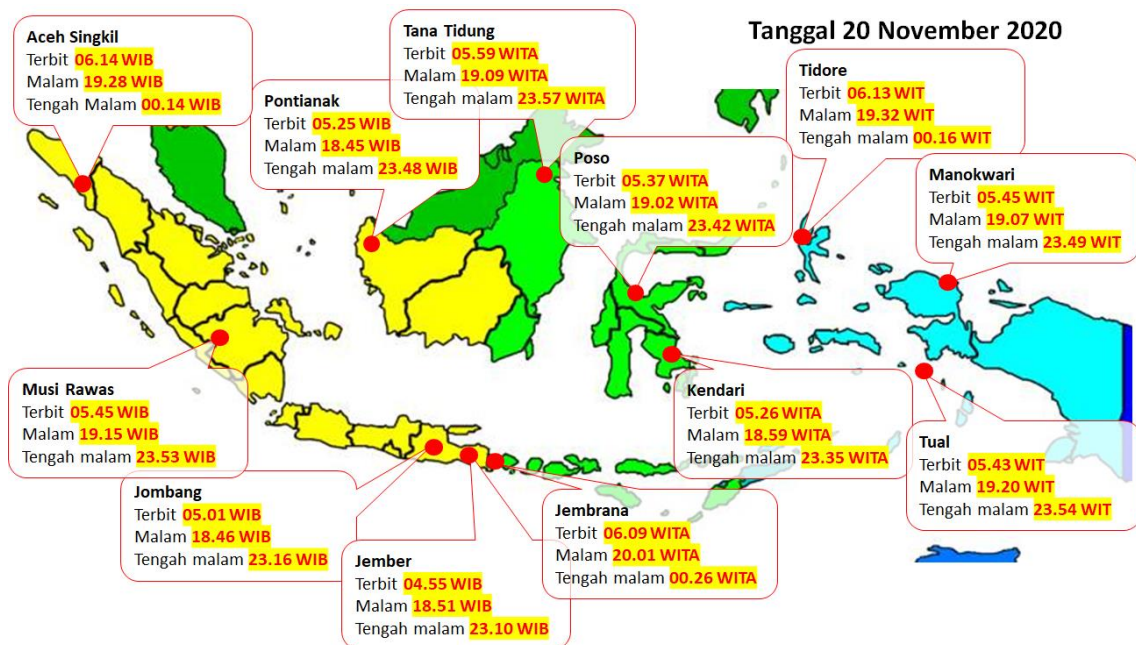 Tanggal 20 November 2020
Aceh Singkil
Terbit 06.14 WIB
Malam 19.28 WIB
Tengah Malam 00.14 WIB
Pontianak
Terbit 05.25 WIB
Malam 18.45 WIB
Tengah malam 23.48 WIB
Tana Tidung
Terbit 05.59 WITA
Malam 19.09 WITA
Tengah malam 23.57 WITA
Poso
Terbit 05.37 WITA
Malam 19.02 WITA
Tengah malam 23.42 WITA
Tidore
Terbit 06.13 WIT
Malam 19.32 WIT
Tengah malam 00.16 WIT
Manokwari
Terbit 05.45 WIT
Malam 19.07 WIT
Tengah malam 23.49 WIT
Musi Rawas
Terbit 05.45 WIB
Malam 19.15 WIB
Tengah malam 23.53 WIB
Jombang
Terbit 05.01 WIB
Malam 18.46 WIB
Tengah malam 23.16 WIB
Jember
Terbit 04.55 WIB
Malam 18.51 WIB
Tengah malam 23.10 WIB
Jembrana
Terbit 06.09 WITA
Malam 20.01 WITA
Tengah malam 00.26 WITA
Kendari
Terbit 05.26 WITA
Malam 18.59 WITA
Tengah malam 23.35 WITA
Tual
Terbit 05.43 WIT
Malam 19.20 WIT
Tengah malam 23.54 WIT